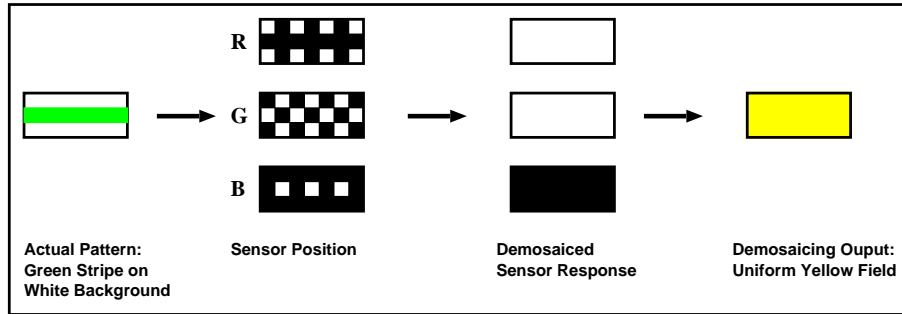 R
G
B
Actual Pattern:
Green Stripe on
White Background
Sensor Position
Demosaiced
Sensor Response
Demosaicing Ouput:
Uniform Yellow Field